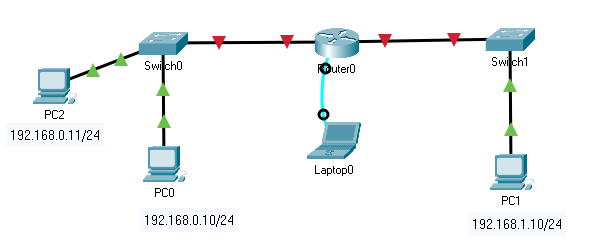 Switch0
Router0
Switch1
PC2
192.168.0.11/24
Laptop0
PC0
192.168.0.10/24
PC1
192.168.1.10/24